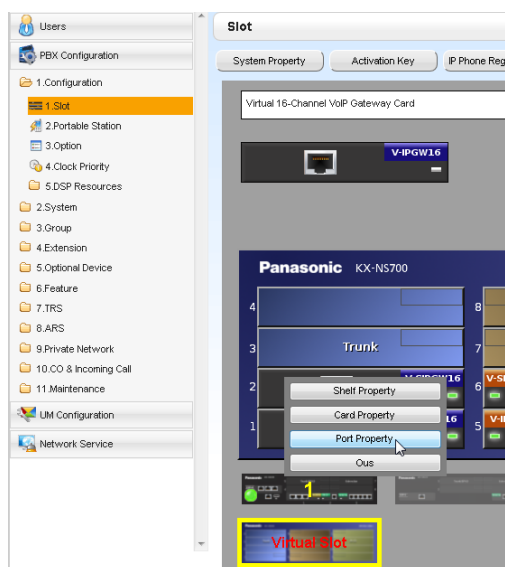 Users
PBX Configuration
1.Configuration
1.Slot
2.Portable Station
3.Option
4.Clock Priority
5.DSP Resources
2.System
3.Group
4.Extension
5.Optional Device
6.Feature
7.TRS
8.ARS
9.Private Network
10.CO & Incoming Call
11.Maintenance
UM Configuration
Network Service
Slot
System Property
Activation Key
IP Phone Reg
Virtual 16-Channel VoIP Gateway Card
V-IPGW16
Panasonic KX-NS700
4
8
3
Trunk
7
2
6
1
16
5
Shelf Property
Card Property
Port Property
Ous
1
Virtual Slot